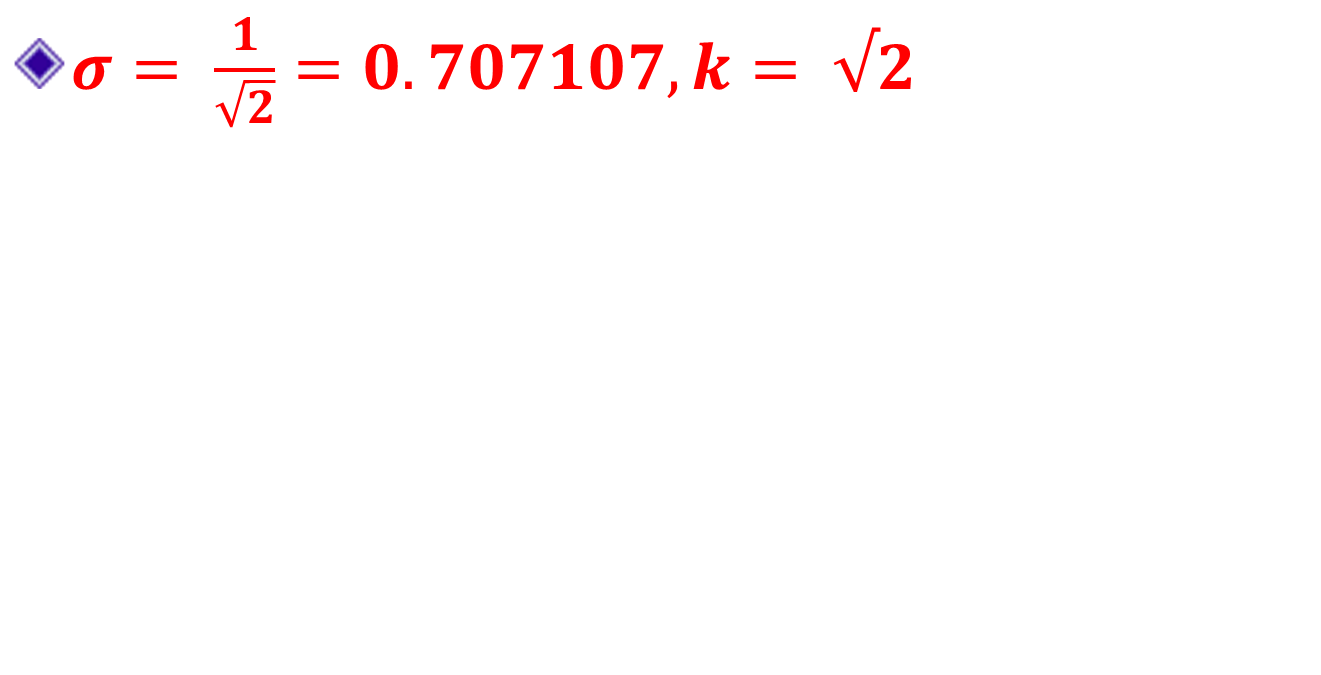 σ = 1/√2 = 0.707107, k = √2